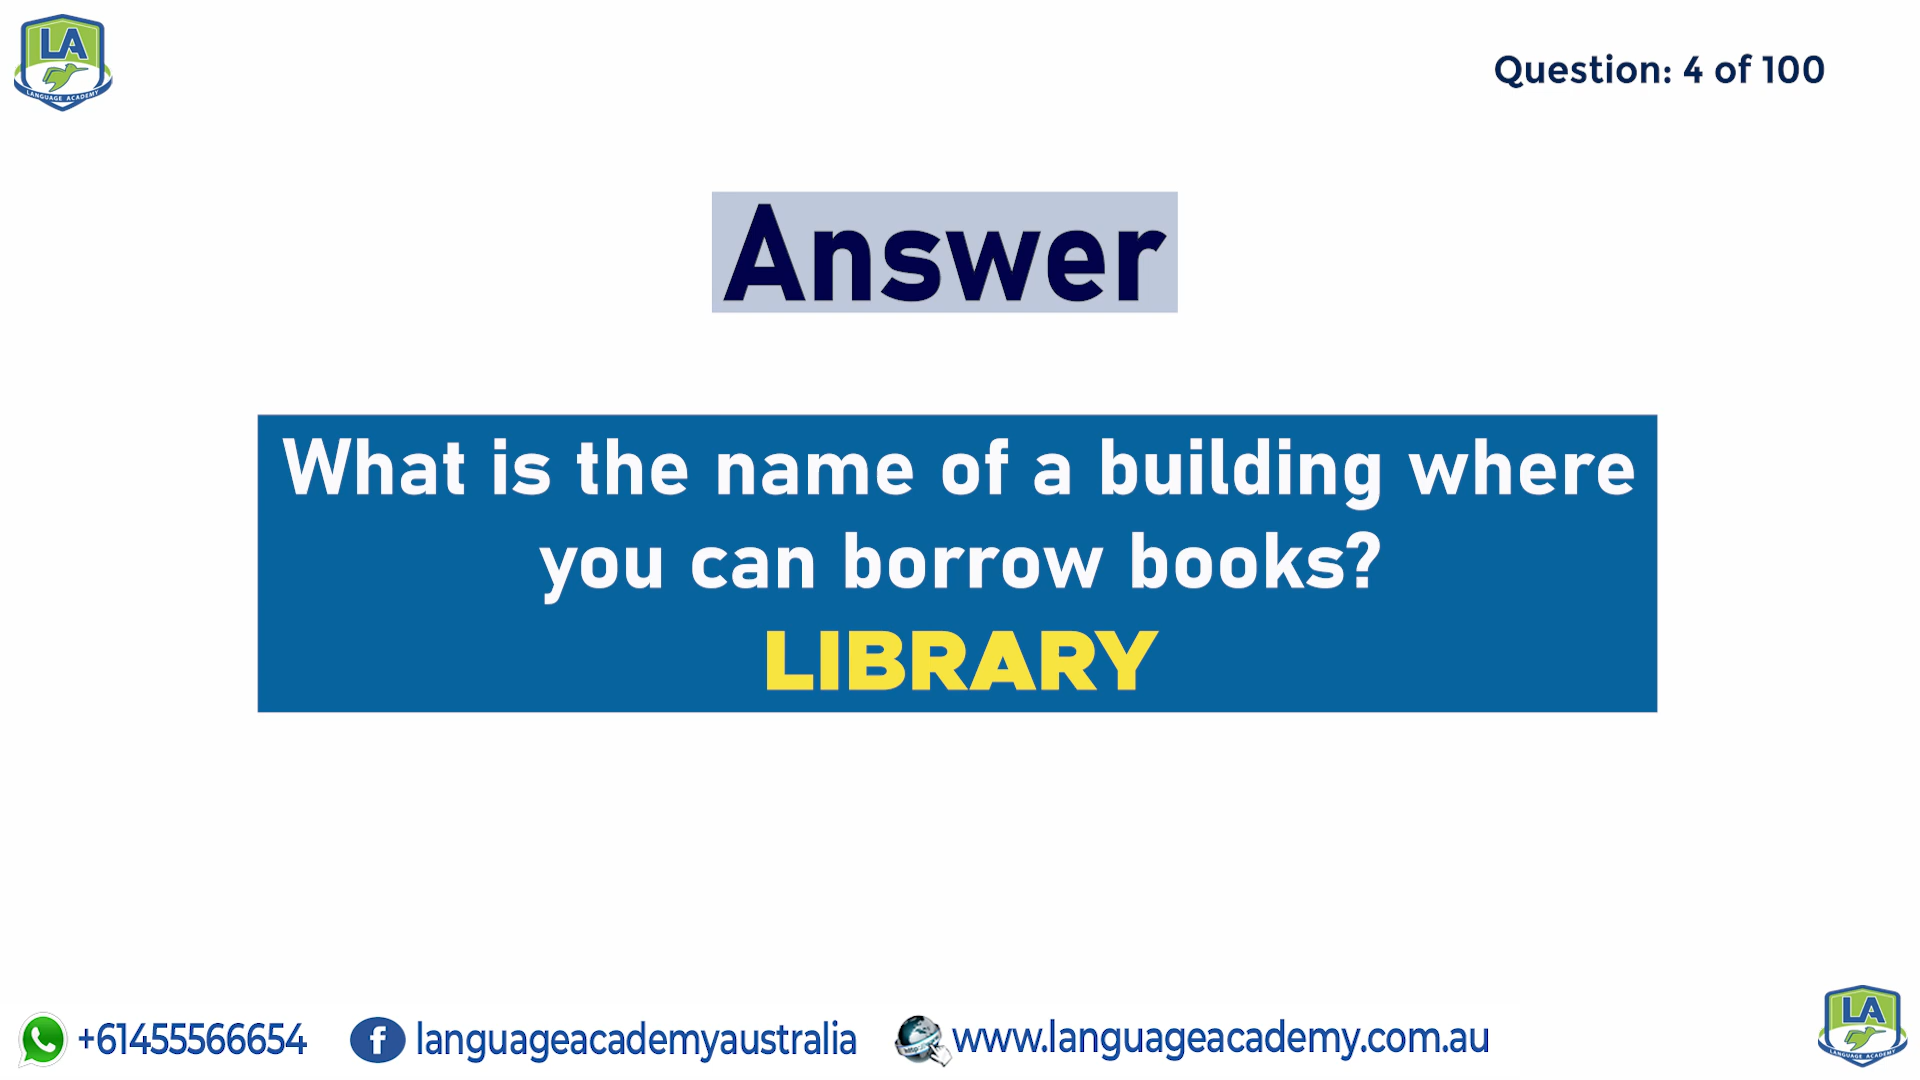 LA
LANGUAGE ACADEMY
Question: 4 of 100
Answer
What is the name of a building where
you can borrow books?
LIBRARY
+61455566654
languageacademyaustralia
www.languageacademy.com.au
LA
LANGUAGE ACADEMY